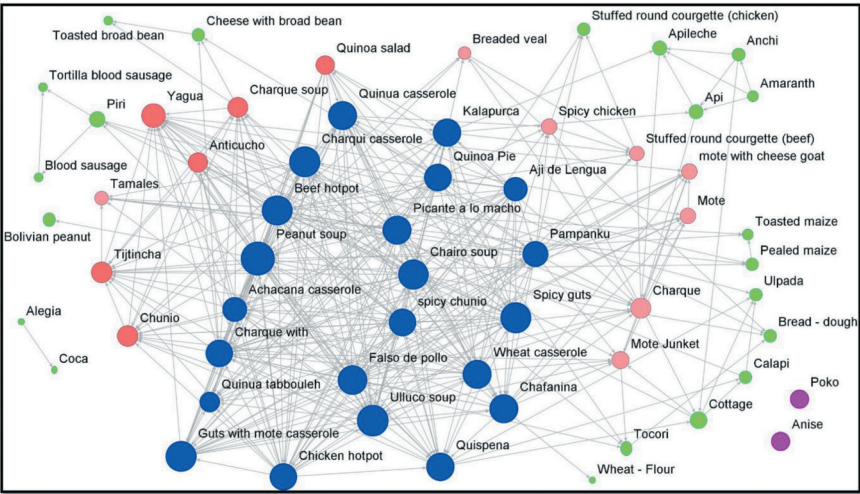 Cheese with broad bean
Toasted broad bean
Stuffed round courgette (chicken)
Apileche
Anchi
Quinoa salad
Breaded veal
Tortilla blood sausage
Yagua
Charque soup
Quinua casserole
Amaranth
Piri
Api
Kalapurca
Spicy chicken
Anticucho
Charqui casserole
Stuffed round courgette (beef)
mote with cheese goat
Blood sausage
Quinoa Pie
Aji de Lengua
Tamales
Beef hotpot
Picante a lo macho
Mote
Toasted maize
Bolivian peanut
Peanut soup
Pampanku
Pealed maize
Tijtincha
Chairo soup
Ulpada
Achacana casserole
spicy chunio
Spicy guts
Charque
Alegia
Chunio
Charque with
Bread - dough
Mote Junket
Coca
Falso de pollo
Wheat casserole
Calapi
Quinua tabbouleh
Ulluco soup
Chafanina
Poko
Cottage
Anise
Guts with mote casserole
Tocori
Quispena
Chicken hotpot
Wheat - Flour